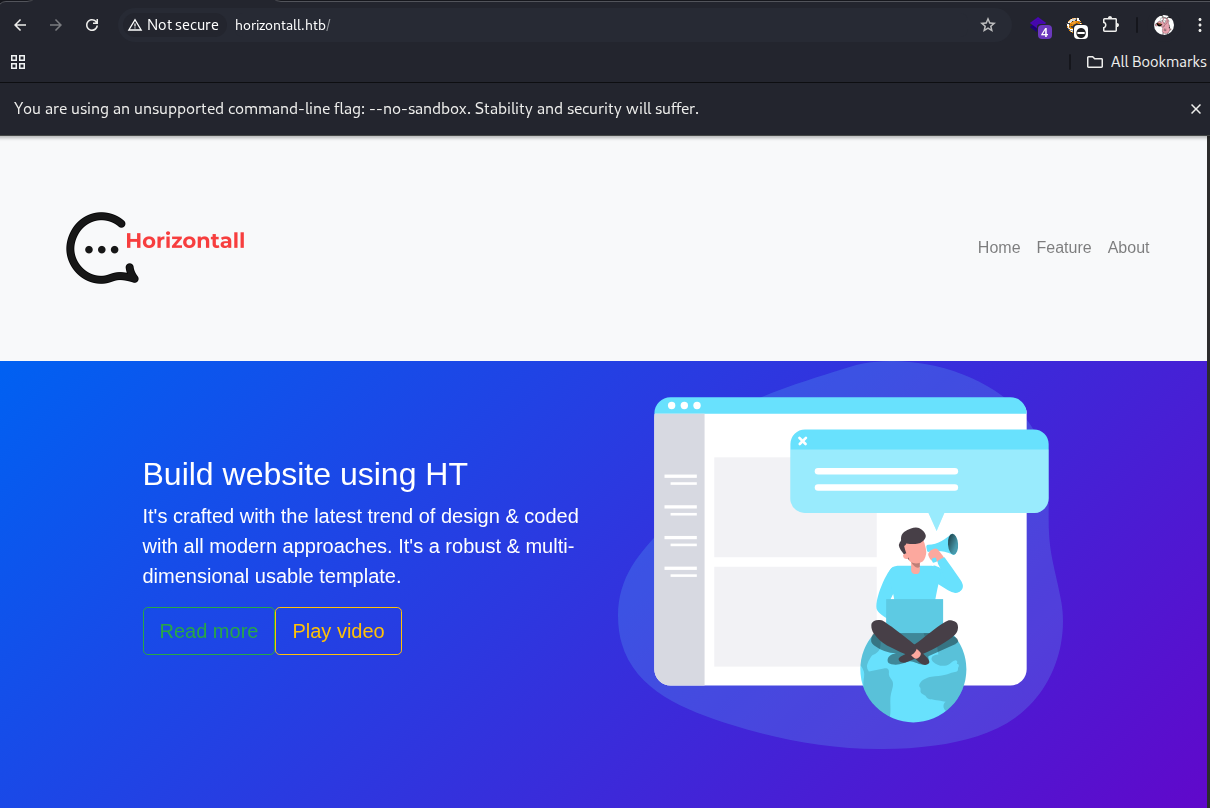 Not secure horizontall.htb/
4
All Bookmarks
You are using an unsupported command-line flag: --no-sandbox. Stability and security will suffer.
Horizontall
Home Feature About
Build website using HT
It's crafted with the latest trend of design & coded
with all modern approaches. It's a robust & multi-
dimensional usable template.
Read more Play video